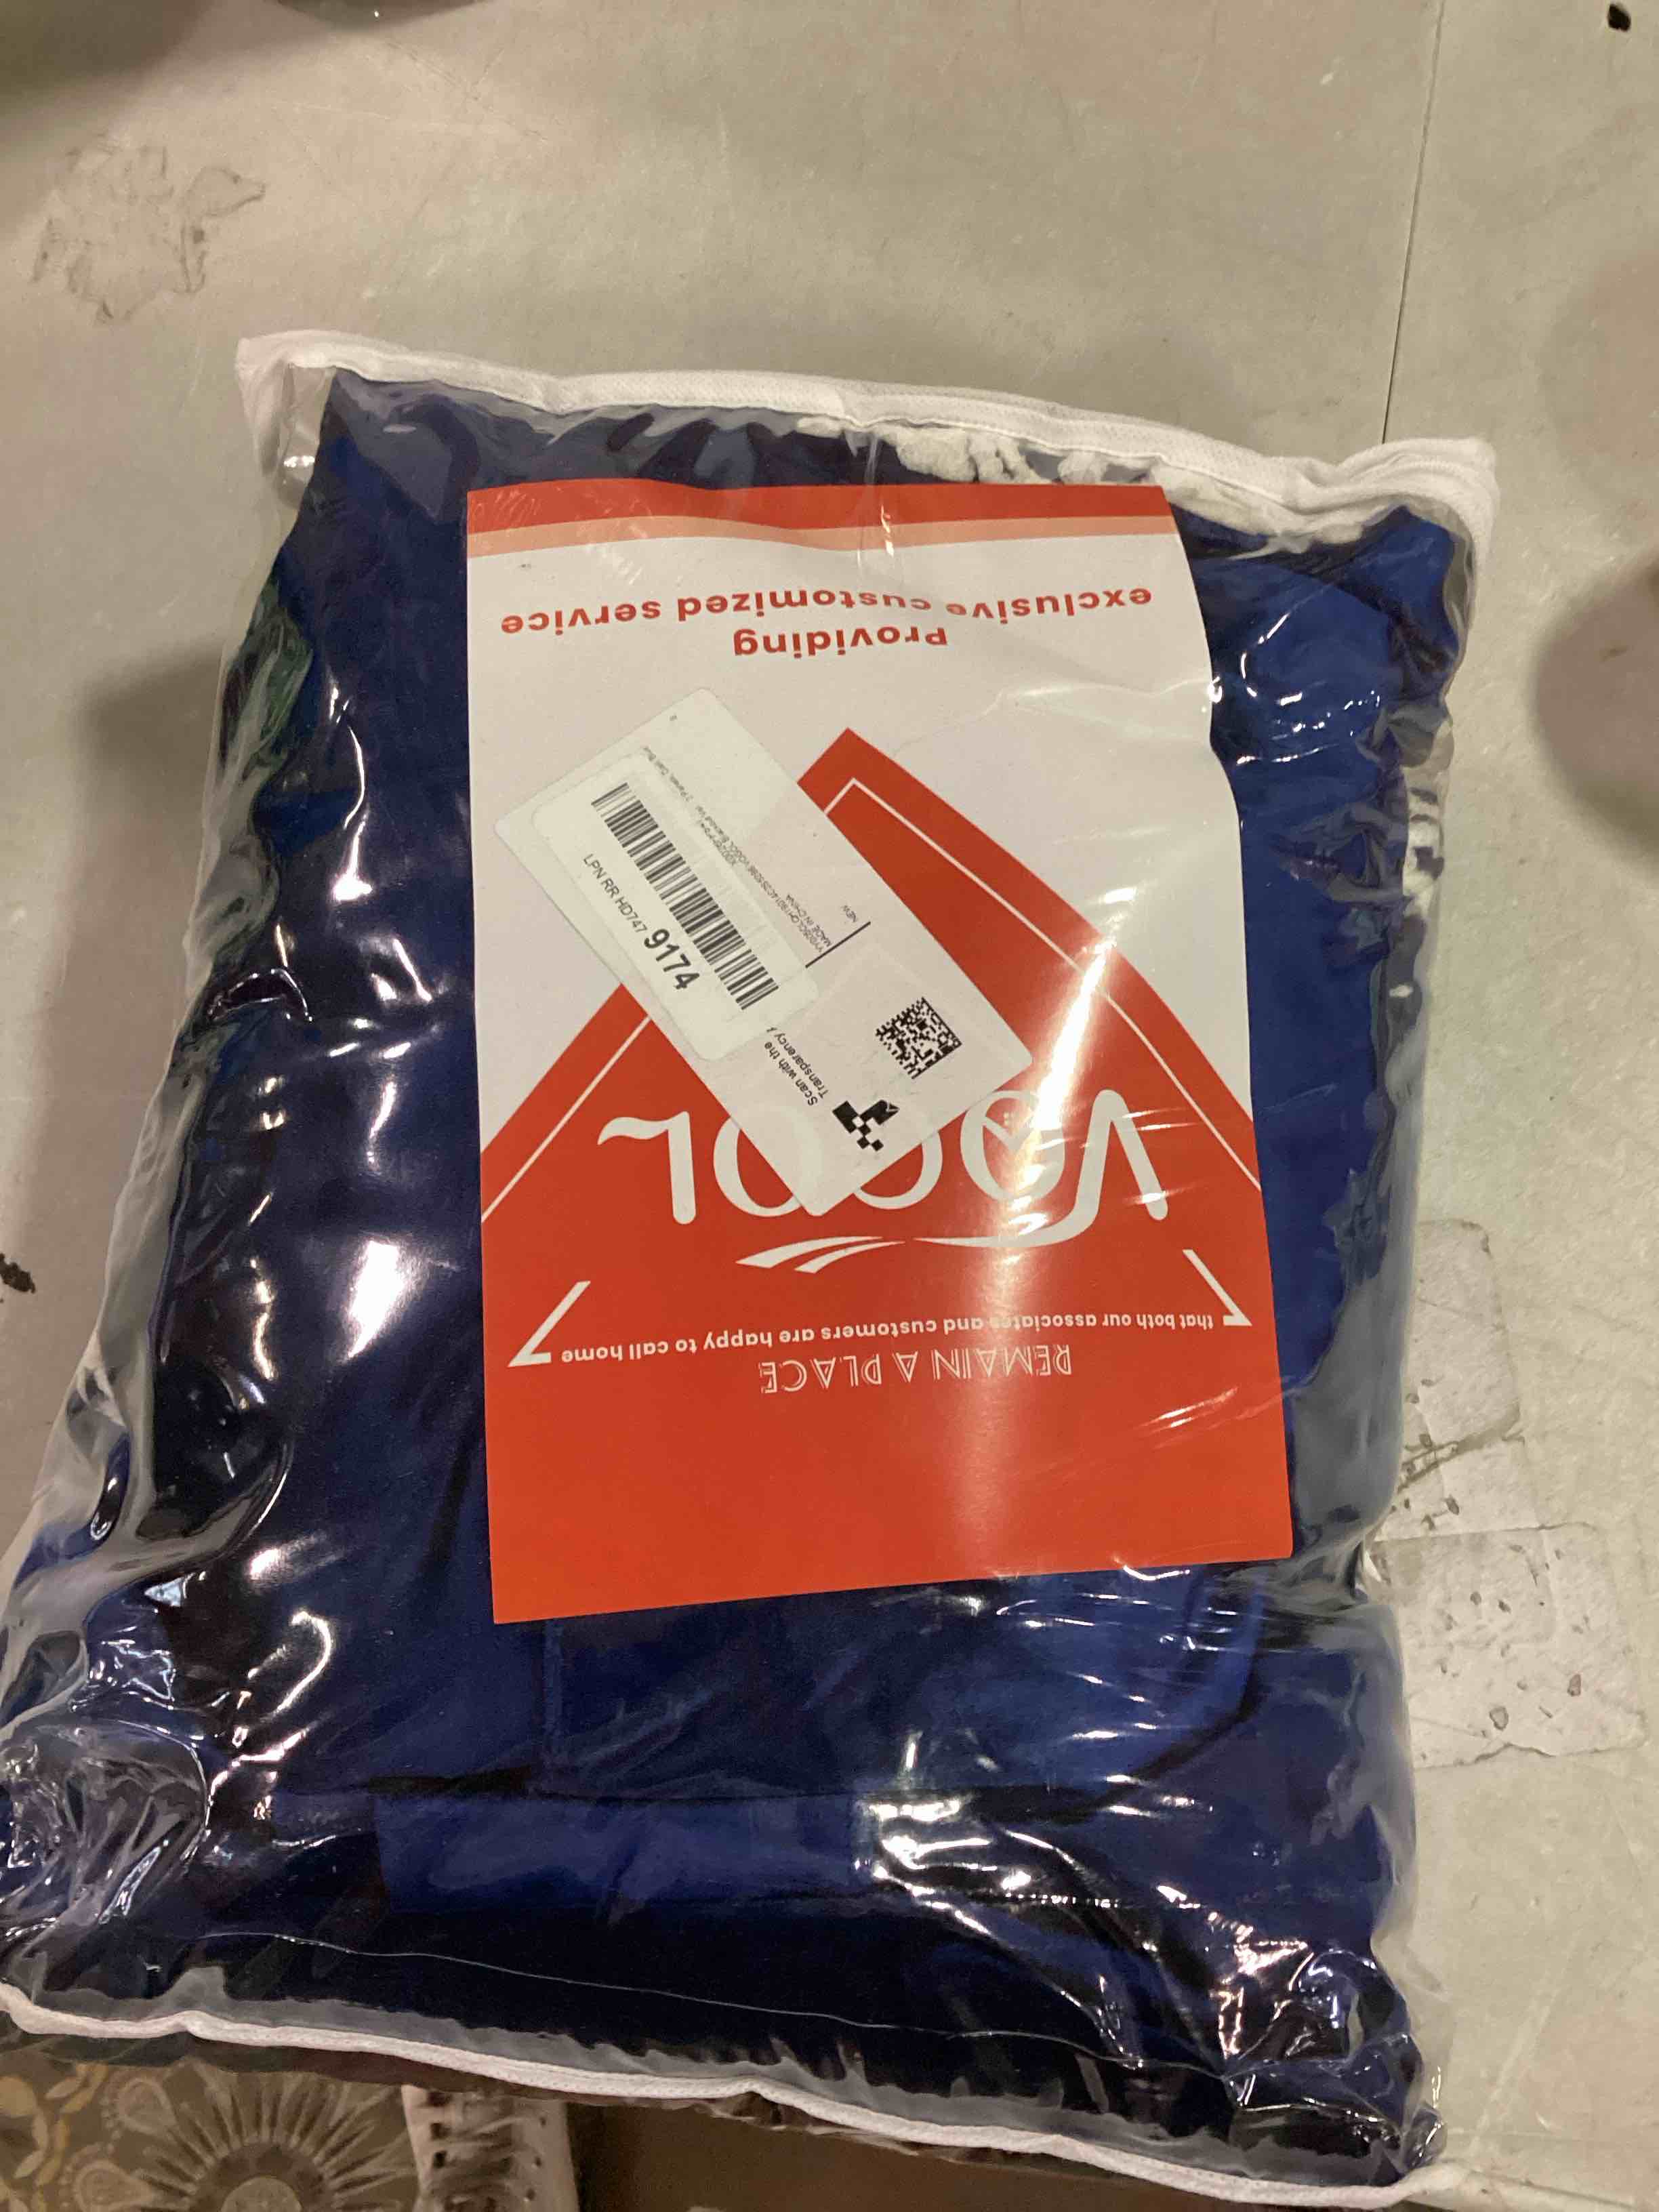 Providing
exclusive customized service
LPN RR HD747 9174
NEW
MADE IN CHINA
Scan with the
Transparency
REMAIN A PLACE
that both our associates and customers are happy to call home